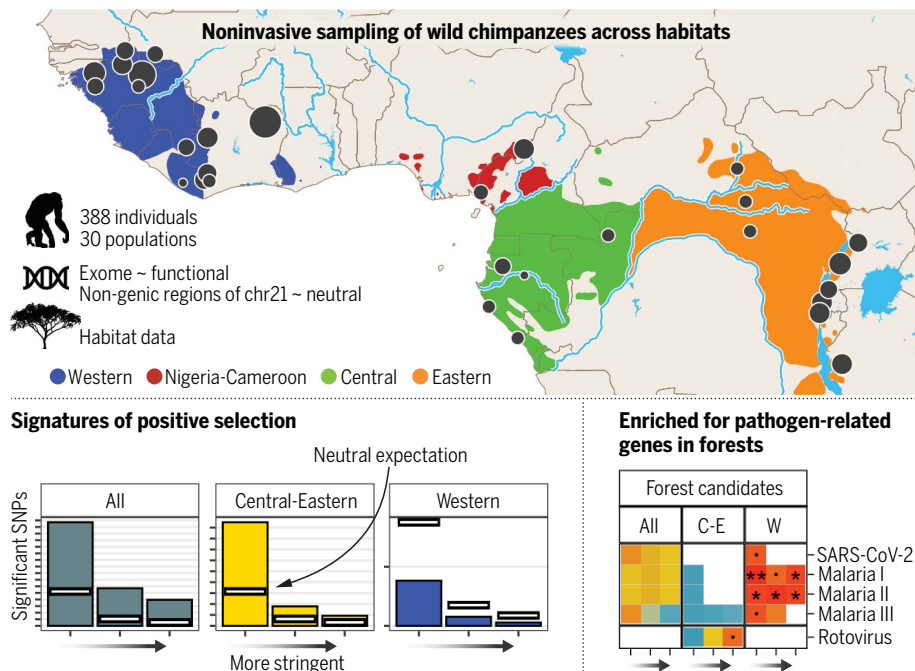 Noninvasive sampling of wild chimpanzees across habitats
388 individuals
30 populations
Exome ~ functional
Non-genic regions of chr21 ~ neutral
Habitat data
Western
Nigeria-Cameroon
Central
Eastern
Signatures of positive selection
Neutral expectation
All
Central-Eastern
Western
Significant SNPs
More stringent
Enriched for pathogen-related
genes in forests
Forest candidates
All
C-E
W
SARS-CoV-2
•
Malaria I
** • *
Malaria II
* * *
Malaria III
•
Rotovirus
•